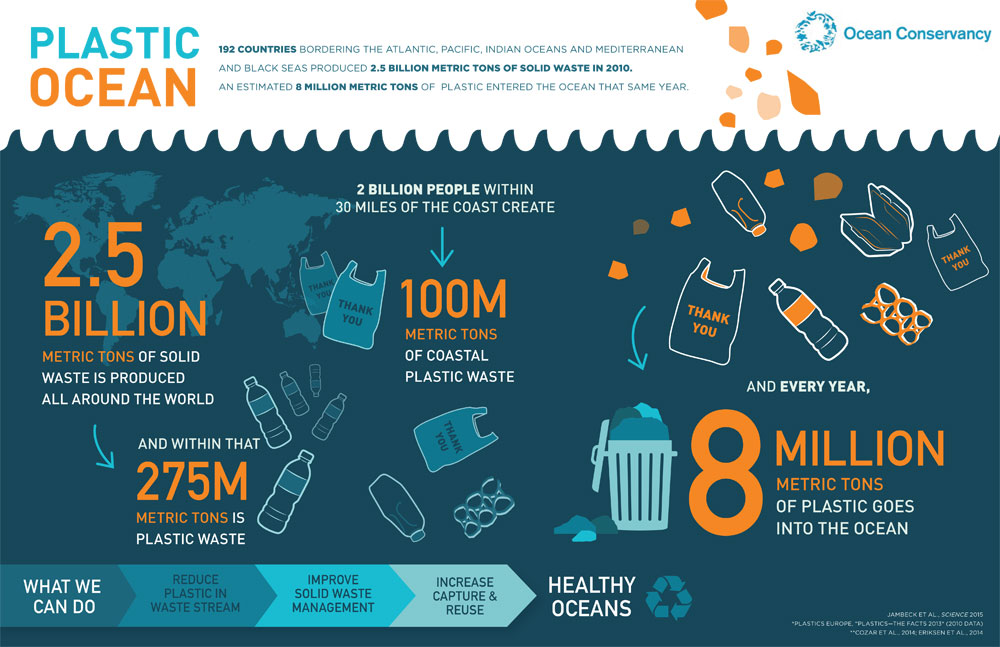 PLASTIC
OCEAN
192 COUNTRIES BORDERING THE ATLANTIC, PACIFIC, INDIAN OCEANS AND MEDITERRANEAN
AND BLACK SEAS PRODUCED 2.5 BILLION METRIC TONS OF SOLID WASTE IN 2010.
AN ESTIMATED 8 MILLION METRIC TONS OF PLASTIC ENTERED THE OCEAN THAT SAME YEAR.
Ocean Conservancy
2.5
BILLION
METRIC TONS OF SOLID
WASTE IS PRODUCED
ALL AROUND THE WORLD
AND WITHIN THAT
275M
METRIC TONS IS
PLASTIC WASTE
2 BILLION PEOPLE WITHIN
30 MILES OF THE COAST CREATE
THANK
YOU
THANK
YOU
100M
METRIC TONS
OF COASTAL
PLASTIC WASTE
THANK
YOU
THANK
YOU
THANK
YOU
AND EVERY YEAR,
8 MILLION
METRIC TONS
OF PLASTIC GOES
INTO THE OCEAN
WHAT WE
CAN DO
REDUCE
PLASTIC IN
WASTE STREAM
IMPROVE
SOLID WASTE
MANAGEMENT
INCREASE
CAPTURE &
REUSE
HEALTHY
OCEANS
JAMBECK ET AL., SCIENCE 2015
*PLASTICS EUROPE, "PLASTICS—THE FACTS 2013" (2010 DATA)
**COZAR ET AL., 2014; ERIKSEN ET AL., 2014